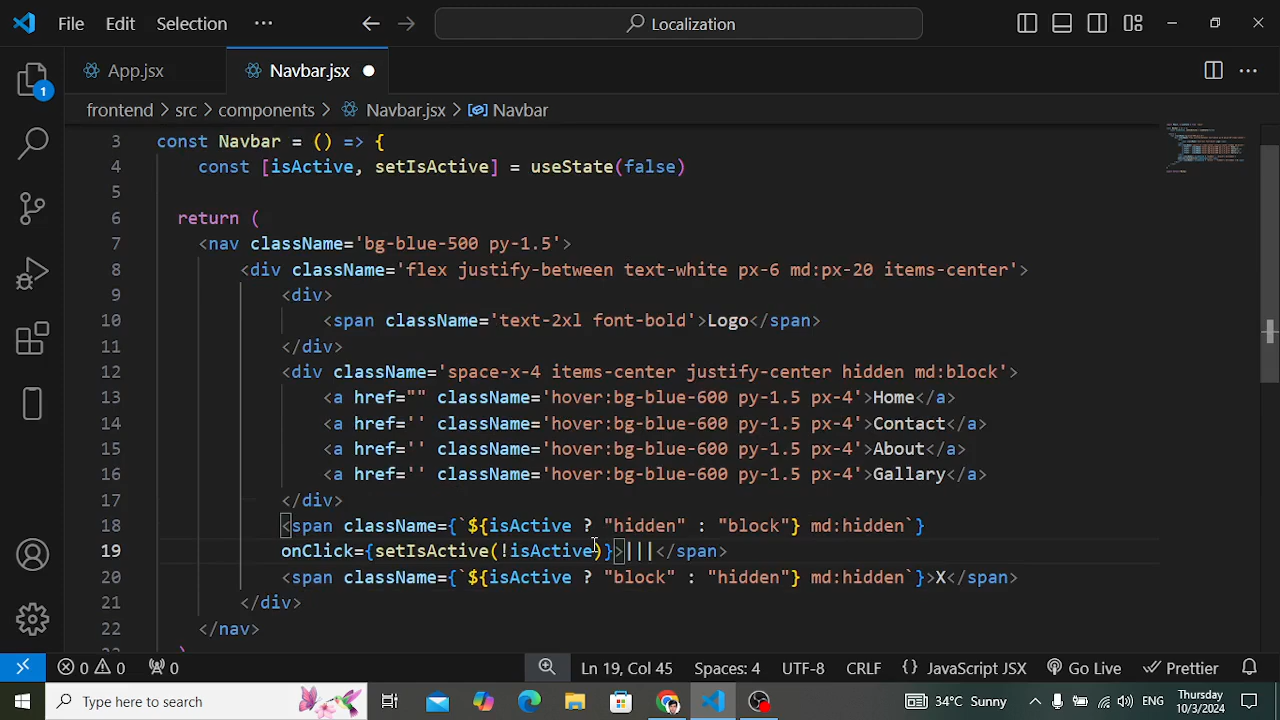 File Edit Selection ··· Localization
1 App.jsx Navbar.jsx ···
frontend > src > components > Navbar.jsx > Navbar
3 const Navbar = () => {
4 const [isActive, setIsActive] = useState(false)
5
6 return (
7 <nav className='bg-blue-500 py-1.5'>
8 <div className='flex justify-between text-white px-6 md:px-20 items-center'>
9 <div>
10 <span className='text-2xl font-bold'>Logo</span>
11 </div>
12 <div className='space-x-4 items-center justify-center hidden md:block'>
13 <a href="" className='hover:bg-blue-600 py-1.5 px-4'>Home</a>
14 <a href='' className='hover:bg-blue-600 py-1.5 px-4'>Contact</a>
15 <a href='' className='hover:bg-blue-600 py-1.5 px-4'>About</a>
16 <a href='' className='hover:bg-blue-600 py-1.5 px-4'>Gallary</a>
17 </div>
18 <span className={`${isActive ? "hidden" : "block"} md:hidden`}
19 onClick={setIsActive(!isActive)}>|||</span>
20 <span className={`${isActive ? "block" : "hidden"} md:hidden`}>X</span>
21 </div>
22 </nav>
0 0 0 Ln 19, Col 45 Spaces: 4 UTF-8 CRLF {} JavaScript JSX Go Live Prettier
Type here to search 34°C Sunny ENG Thursday 10/3/2024